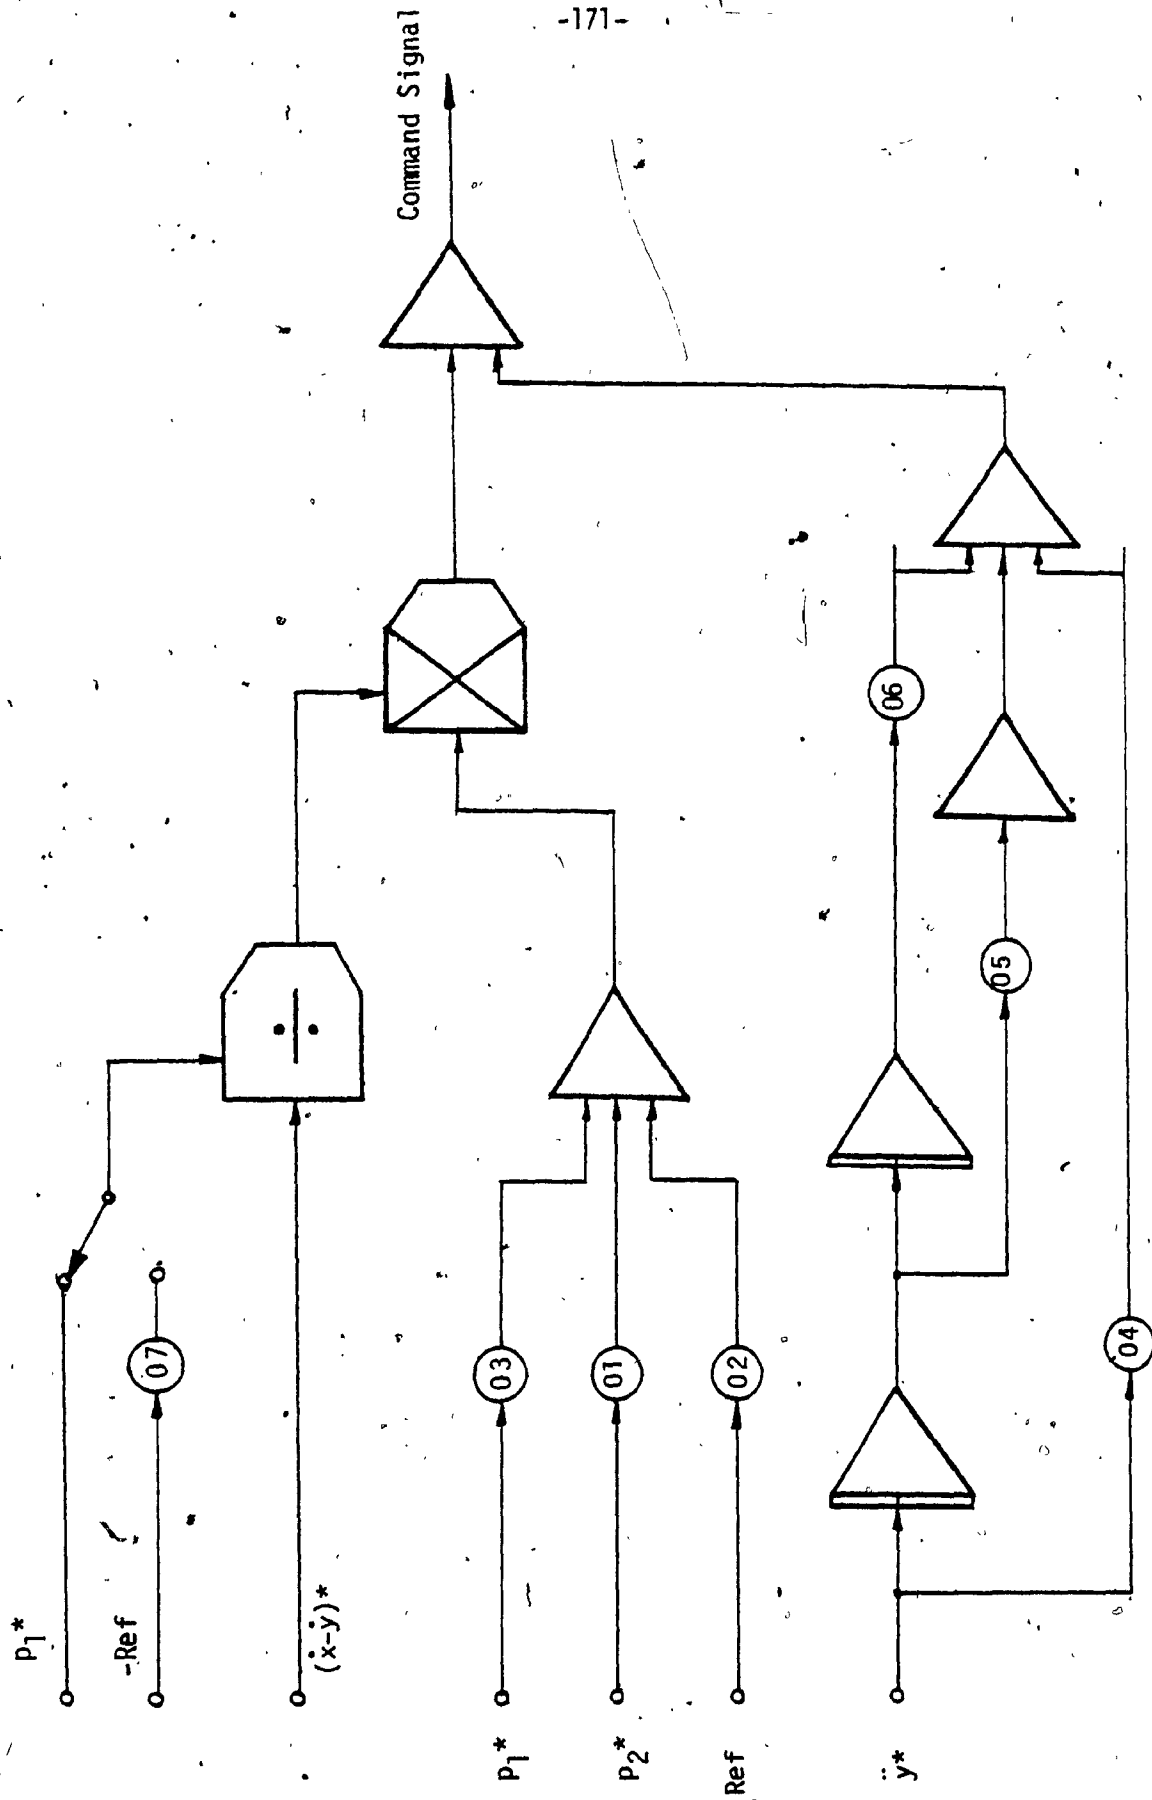 -171-
Command Signal
p₁*
-Ref
07
(ẋ-ẏ)*
÷
p₁*
03
p₂*
01
Ref
02
ÿ*
06
05
04